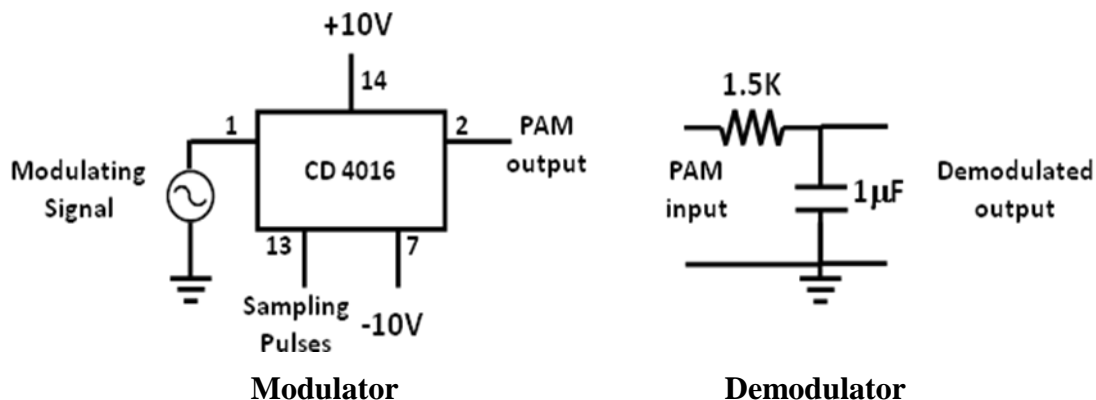 +10V
14
1
2
PAM
output
CD 4016
Modulating
Signal
13
7
Sampling
Pulses
-10V
Modulator
1.5K
PAM
input
1μF
Demodulated
output
Demodulator